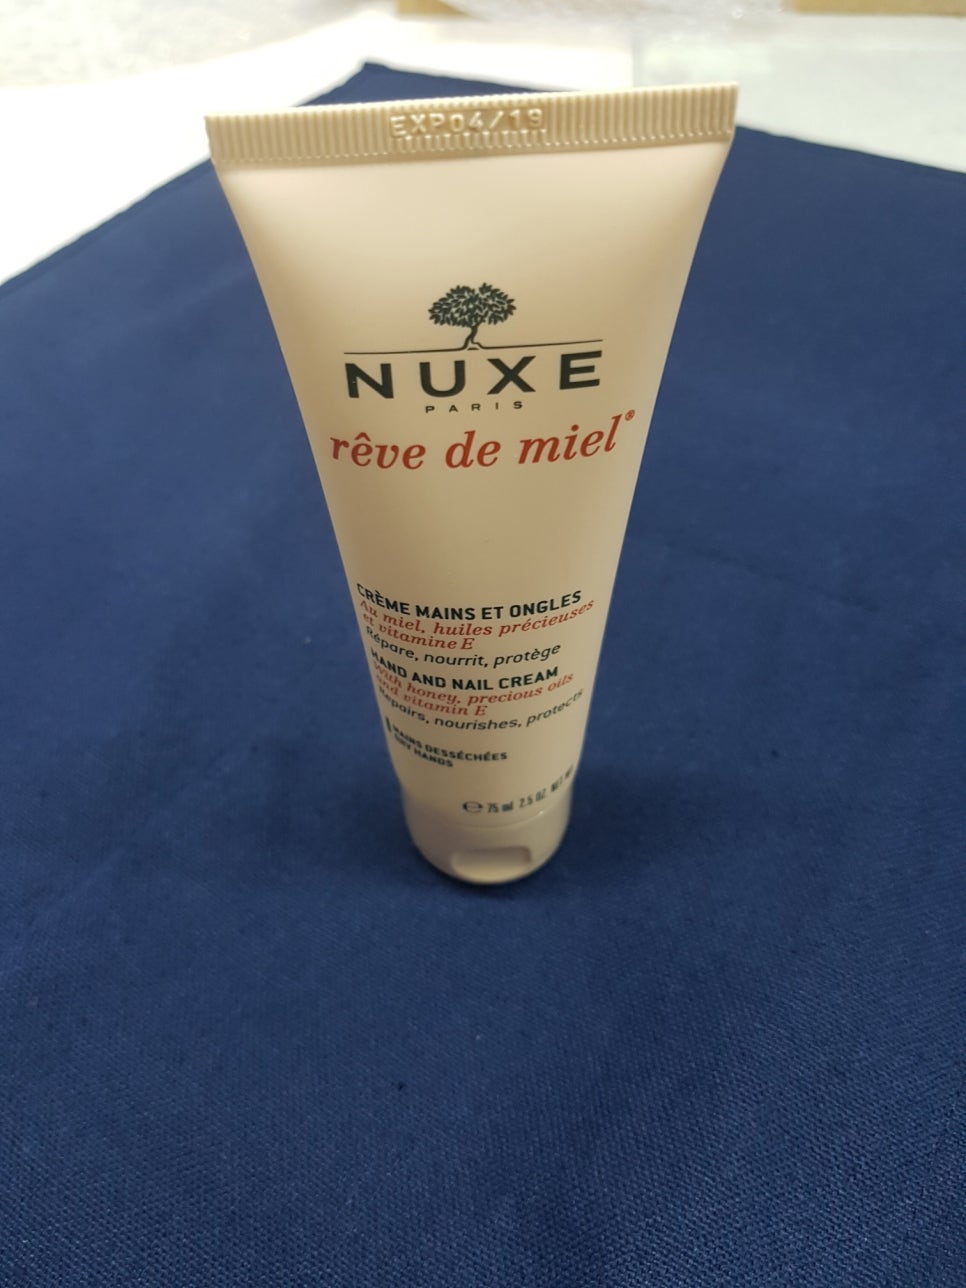 EXP04/19
NUXE
PARIS
rêve de miel®
CRÈME MAINS ET ONGLES
Au miel, huiles précieuses
et vitamine E
Répare, nourrit, protège
HAND AND NAIL CREAM
With honey, precious oils
and vitamin E
Repairs, nourishes, protects
MAINS DESSÉCHÉES
DRY HANDS
℮ 75 ml 2.5 OZ. NET WT